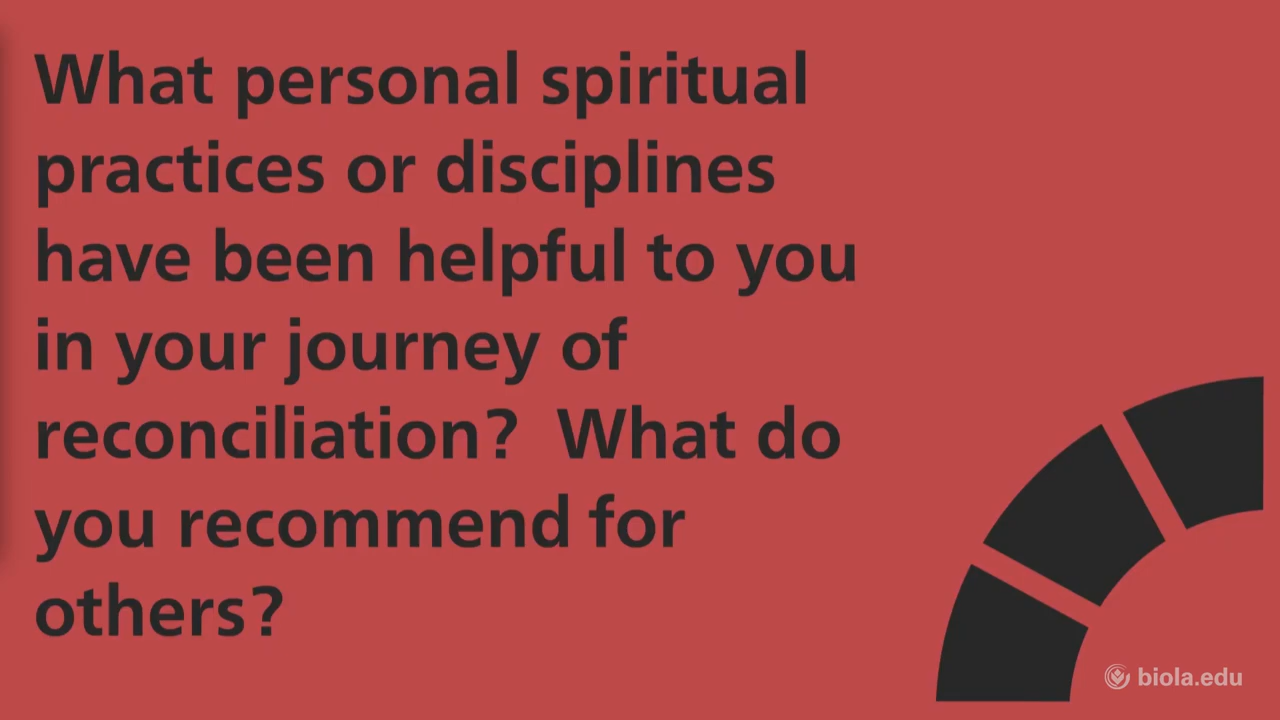 What personal spiritual
practices or disciplines
have been helpful to you
in your journey of
reconciliation?  What do
you recommend for
others?
biola.edu